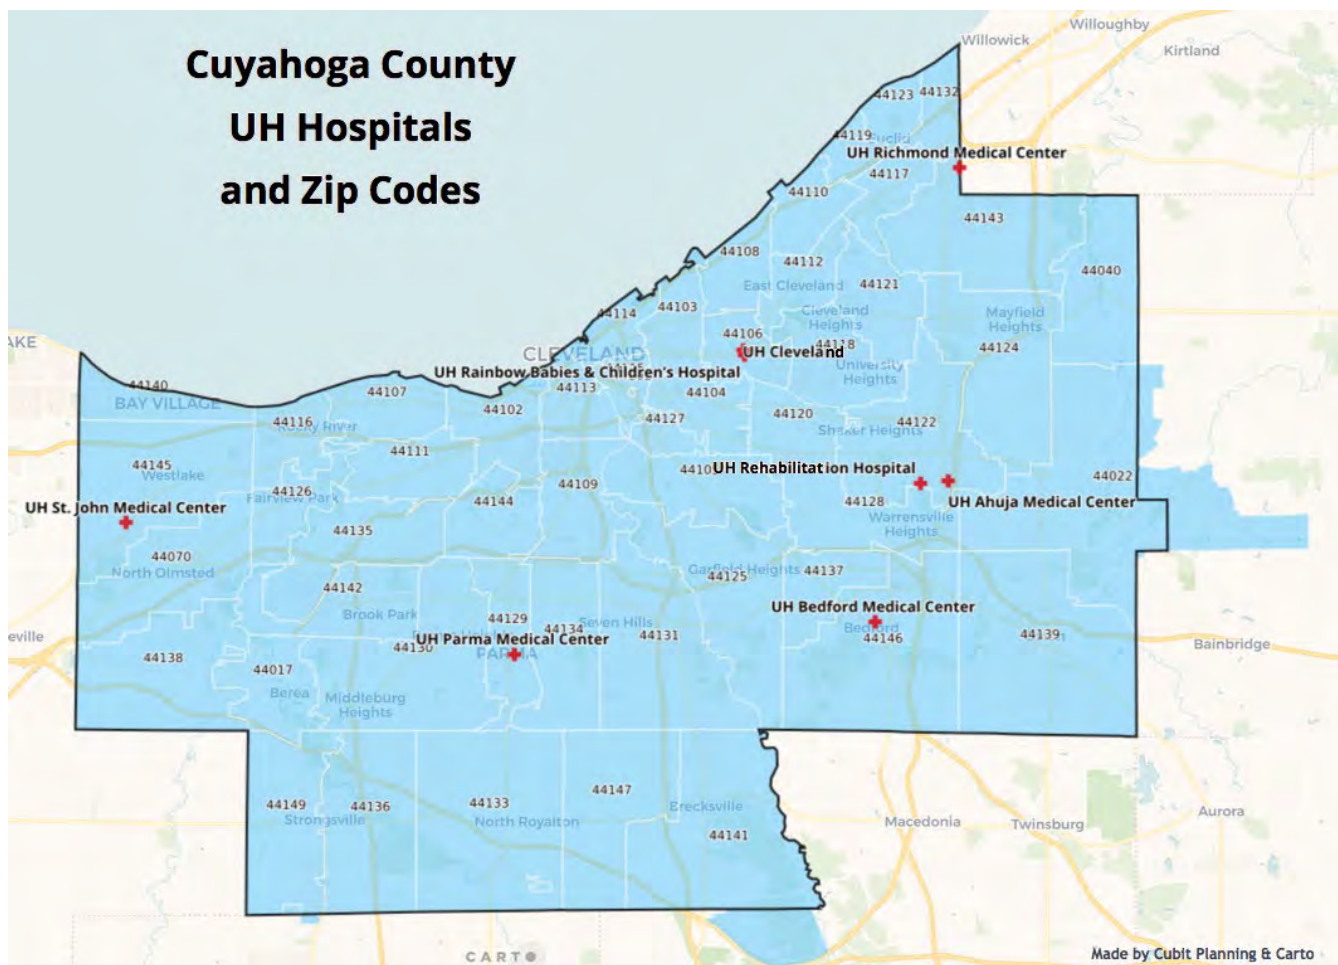 Cuyahoga County
UH Hospitals
and Zip Codes
Willoughby
Willowick
Kirtland
44123 44132
44119 Euclid
UH Richmond Medical Center
44117
44110
44143
44108
44112
44040
East Cleveland 44121
44103
44114
Cleveland
Heights
Mayfield
Heights
44106
44118
44124
CLEVELAND
UH Cleveland
UH Rainbow Babies & Children's Hospital
University
Heights
44140
BAY VILLAGE
44107
44113
44104
44102
44127
44120
44122
Shaker Heights
44116
Rocky River
44111
44145
Westlake
UH Rehabilitation Hospital
44022
44109
44126
Fairview Park
44144
44128
UH Ahuja Medical Center
UH St. John Medical Center
Warrensville
Heights
44135
44070
North Olmsted
Garfield Heights 44137
44125
44142
Brook Park
UH Bedford Medical Center
44129
44134
Seven Hills
44131
Bedford
44146
44139
eville
UH Parma Medical Center
44130
PARMA
Bainbridge
44138
44017
Berea
Middleburg
Heights
44149
44136
Strongsville
44133
North Royalton
44147
Brecksville
44141
Macedonia
Twinsburg
Aurora
AKE
CARTO
Made by Cubit Planning & Carto